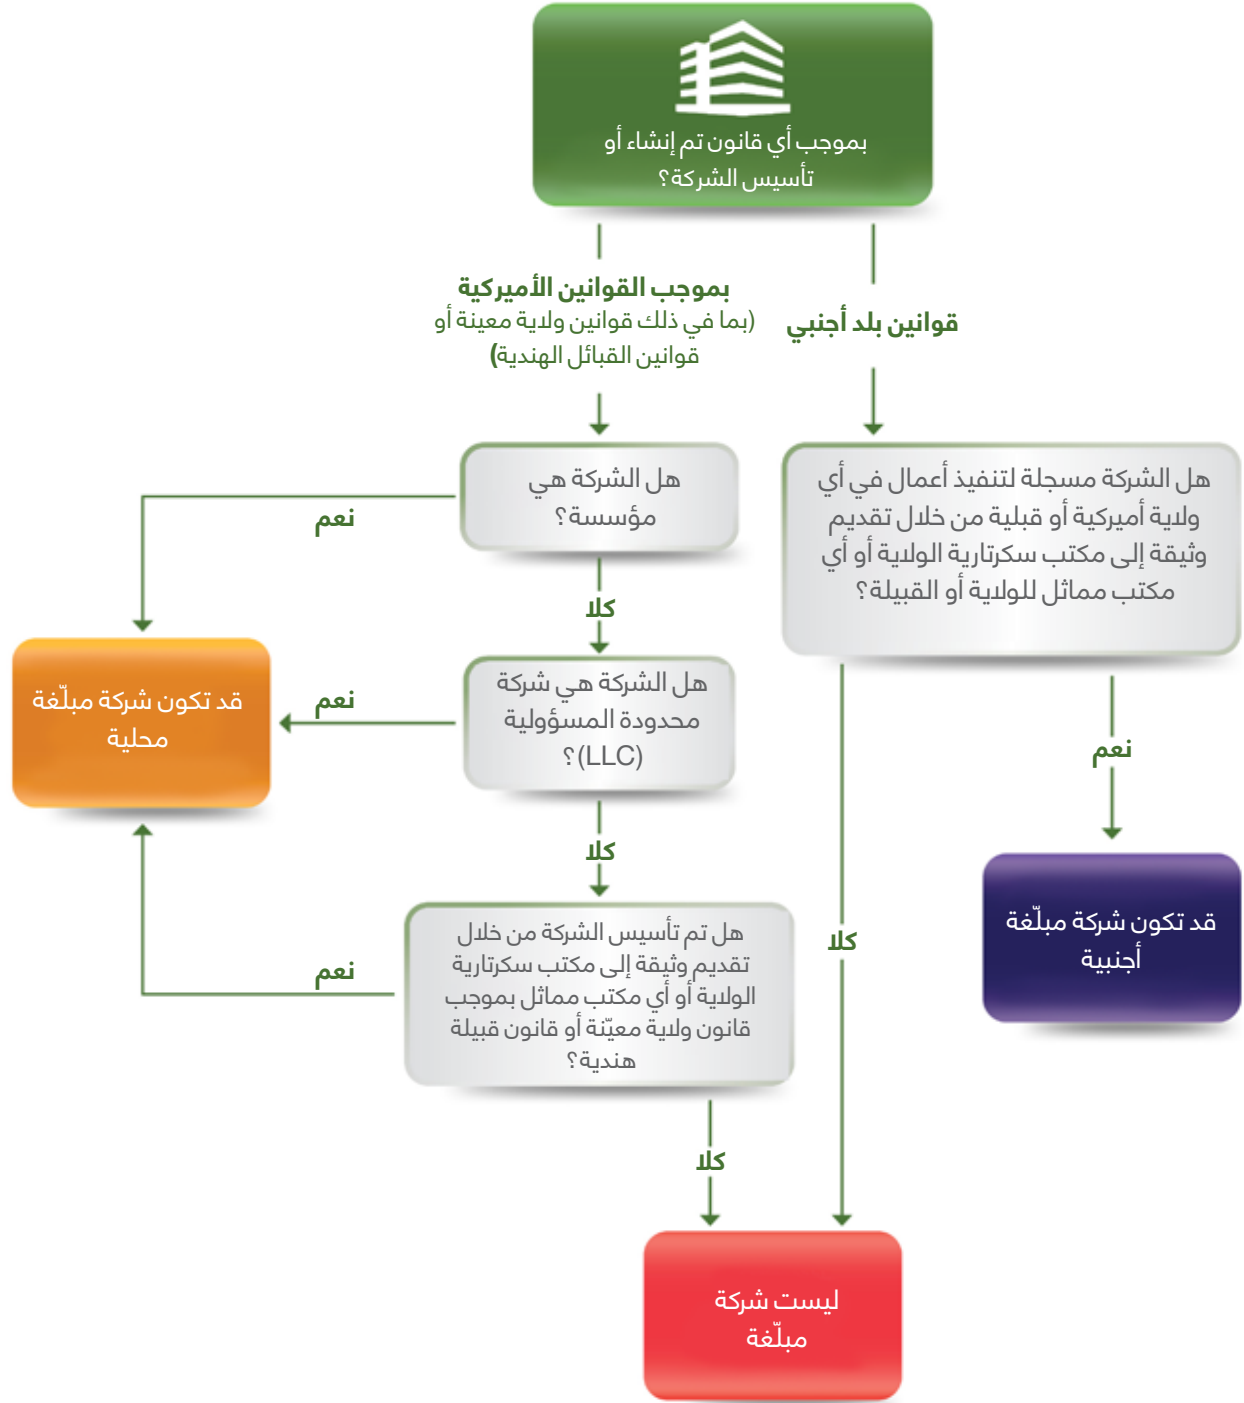 بموجب أي قانون تم إنشاء أو
تأسيس الشركة؟
قوانين بلد أجنبي
بموجب القوانين الأميركية
(بما في ذلك قوانين ولاية معينة أو
قوانين القبائل الهندية)
هل الشركة مسجلة لتنفيذ أعمال في أي
ولاية أميركية أو قبلية من خلال تقديم
وثيقة إلى مكتب سكرتارية الولاية أو أي
مكتب مماثل للولاية أو القبيلة؟
هل الشركة هي
مؤسسة؟
نعم
كلا
هل الشركة هي شركة
محدودة المسؤولية
(LLC)؟
نعم
قد تكون شركة مبلّغة
محلية
نعم
كلا
قد تكون شركة مبلّغة
أجنبية
هل تم تأسيس الشركة من خلال
تقديم وثيقة إلى مكتب سكرتارية
الولاية أو أي مكتب مماثل بموجب
قانون ولاية معيّنة أو قانون قبيلة
هندية؟
نعم
كلا
كلا
ليست شركة
مبلّغة